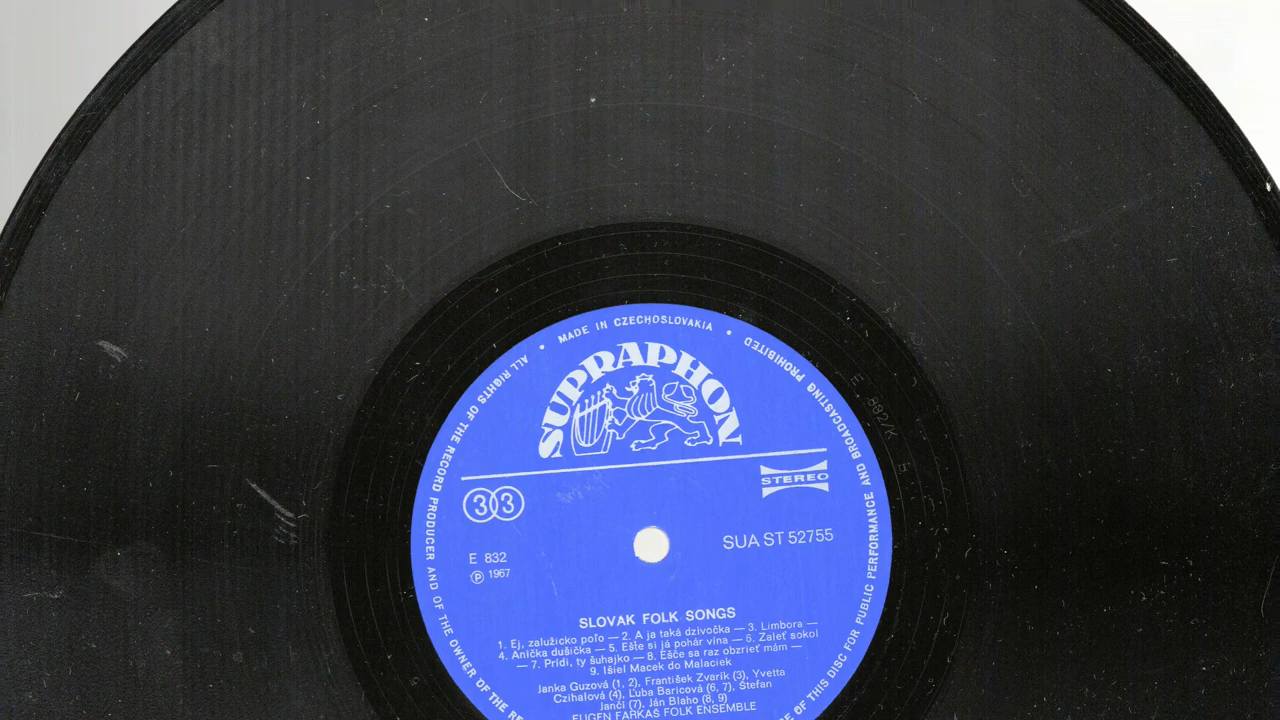 MADE IN CZECHOSLOVAKIA •
ALL RIGHTS OF THE RECORD PRODUCER AND OF THE OWNER OF THE
E OF THIS DISC FOR PUBLIC PERFORMANCE AND BROADCASTING PROHIBITED •
SUPRAPHON
33
STEREO
E 832
SUA ST 52755
Ⓟ 1967
SLOVAK FOLK SONGS
1. Ej, zalužicko poľo — 2. A ja taká dzivočka — 3. Limbora —
4. Anička dušička — 5. Ešte si já pohár vína — 6. Zaleť sokol
— 7. Pridi, ty šuhajko — 8. Ešče sa raz obzrieť mám —
9. Išiel Macek do Malaciek
Janka Guzová (1, 2), František Zvarík (3), Yvetta
Czihalová (4), Ľuba Baricová (6, 7), Štefan
Janči (7), Ján Blaho (8, 9)
EUGEN FARKAŠ FOLK ENSEMBLE